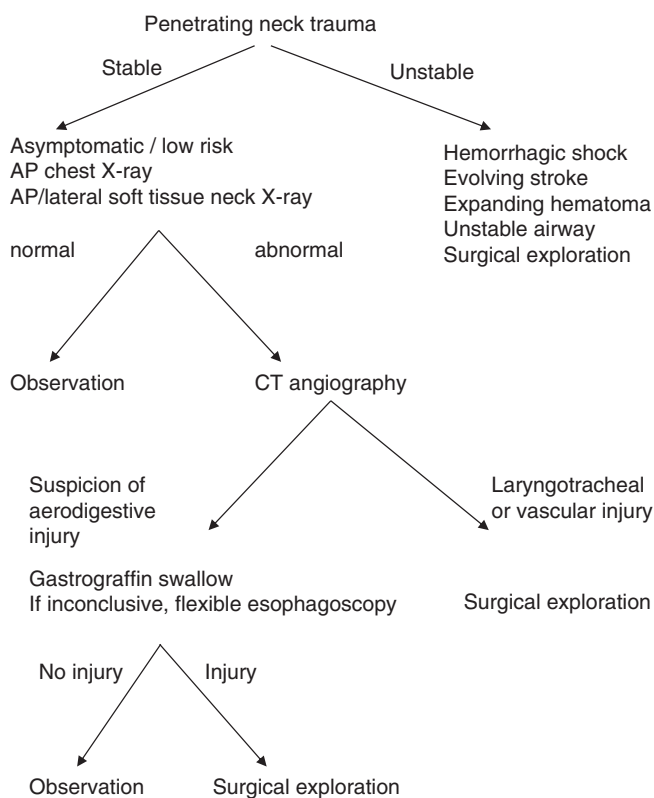 Penetrating neck trauma
Stable
Unstable
Asymptomatic / low risk
AP chest X-ray
AP/lateral soft tissue neck X-ray
Hemorrhagic shock
Evolving stroke
Expanding hematoma
Unstable airway
Surgical exploration
normal
abnormal
Observation
CT angiography
Suspicion of
aerodigestive
injury
Laryngotracheal
or vascular injury
Gastrograffin swallow
If inconclusive, flexible esophagoscopy
Surgical exploration
No injury
Injury
Observation
Surgical exploration